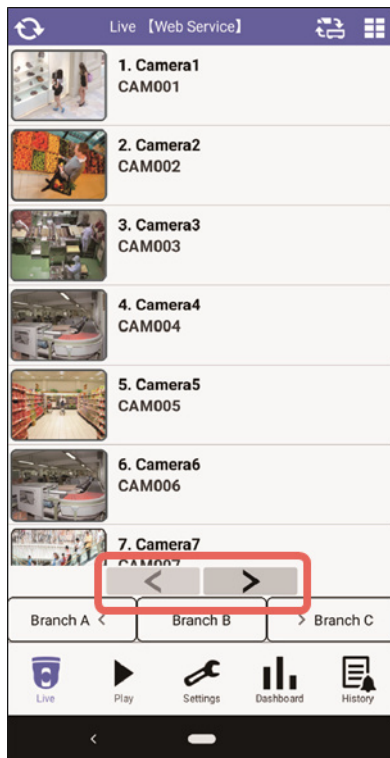 Live 【Web Service】
1. Camera1
CAM001
2. Camera2
CAM002
3. Camera3
CAM003
4. Camera4
CAM004
5. Camera5
CAM005
6. Camera6
CAM006
7. Camera7
CAM007
< >
Branch A < Branch B > Branch C
Live Play Settings Dashboard History